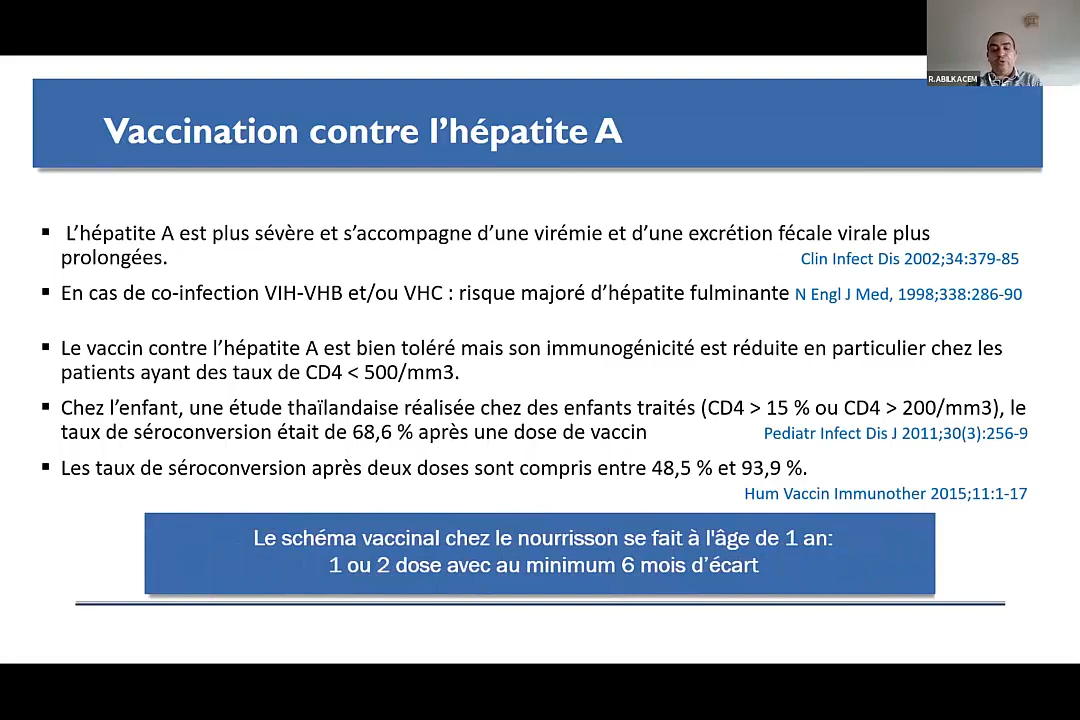 R.ABILKACEM
Vaccination contre l’hépatite A
▪ L’hépatite A est plus sévère et s’accompagne d’une virémie et d’une excrétion fécale virale plus
prolongées. Clin Infect Dis 2002;34:379-85
▪ En cas de co-infection VIH-VHB et/ou VHC : risque majoré d’hépatite fulminante N Engl J Med, 1998;338:286-90
▪ Le vaccin contre l’hépatite A est bien toléré mais son immunogénicité est réduite en particulier chez les
patients ayant des taux de CD4 < 500/mm3.
▪ Chez l’enfant, une étude thaïlandaise réalisée chez des enfants traités (CD4 > 15 % ou CD4 > 200/mm3), le
taux de séroconversion était de 68,6 % après une dose de vaccin Pediatr Infect Dis J 2011;30(3):256-9
▪ Les taux de séroconversion après deux doses sont compris entre 48,5 % et 93,9 %.
Hum Vaccin Immunother 2015;11:1-17
Le schéma vaccinal chez le nourrisson se fait à l'âge de 1 an:
1 ou 2 dose avec au minimum 6 mois d’écart